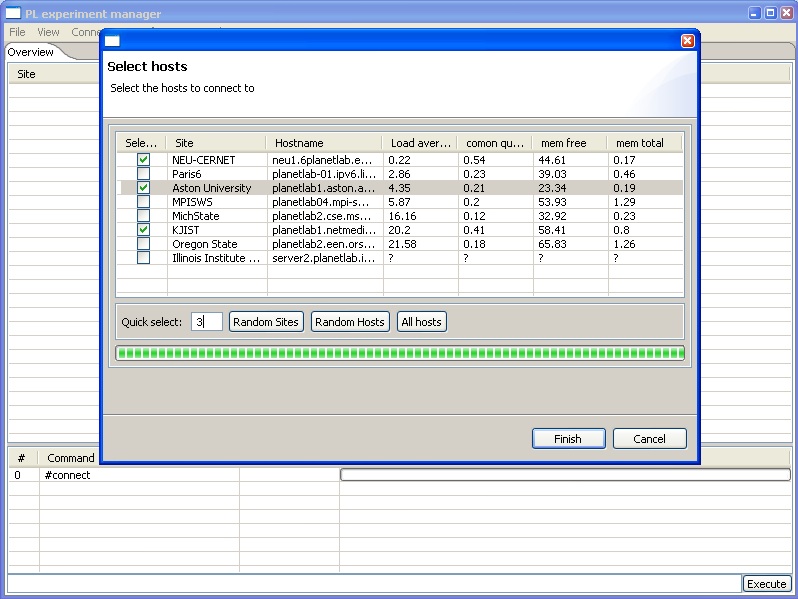 PL experiment manager
File View Conne
Overview
Site
Select hosts
Select the hosts to connect to
Sele... Site Hostname Load aver... comon qu... mem free mem total
NEU-CERNET neu1.6planetlab.e... 0.22 0.54 44.61 0.17
Paris6 planetlab-01.ipv6.li... 2.86 0.23 39.03 0.46
Aston University planetlab1.aston.a... 4.35 0.21 23.34 0.19
MPISWS planetlab04.mpi-s... 5.87 0.2 53.93 1.29
MichState planetlab2.cse.ms... 16.16 0.12 32.92 0.23
KJIST planetlab1.netmedi... 20.2 0.41 58.41 0.8
Oregon State planetlab2.een.ors... 21.58 0.18 65.83 1.26
Illinois Institute ... server2.planetlab.i... ? ? ? ?
Quick select: 3 Random Sites Random Hosts All hosts
Finish Cancel
# Command
0 #connect
Execute